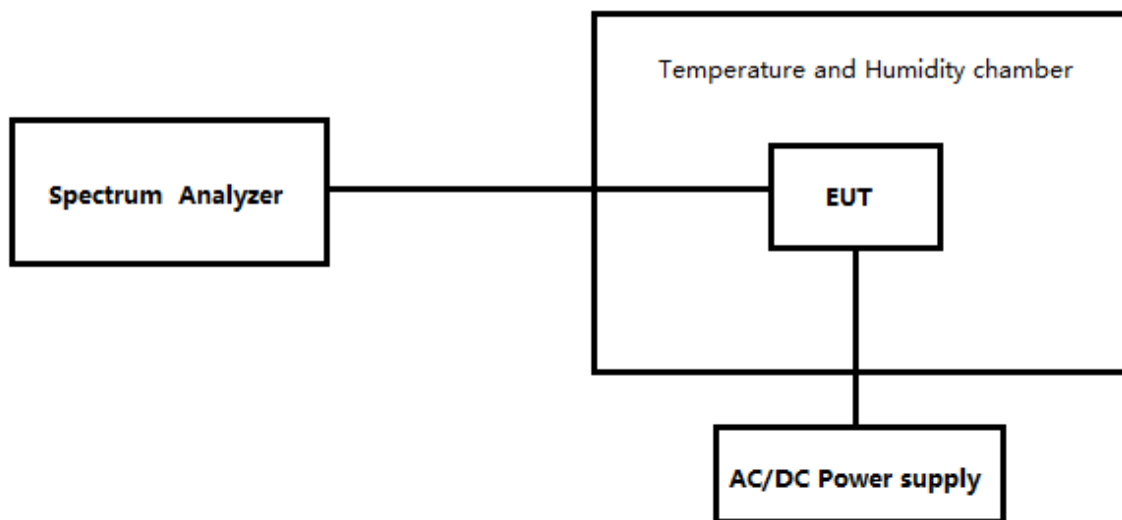 Temperature and Humidity chamber
Spectrum Analyzer
EUT
AC/DC Power supply